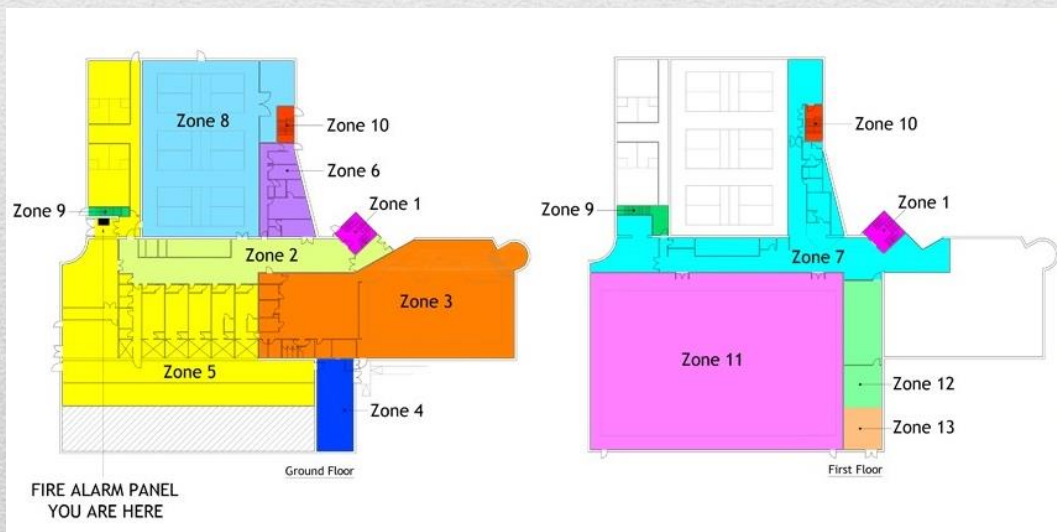 Zone 8
Zone 10
Zone 6
Zone 9
Zone 1
Zone 2
Zone 3
Zone 5
Zone 4
Ground Floor
FIRE ALARM PANEL
YOU ARE HERE
Zone 10
Zone 9
Zone 1
Zone 7
Zone 11
Zone 12
Zone 13
First Floor